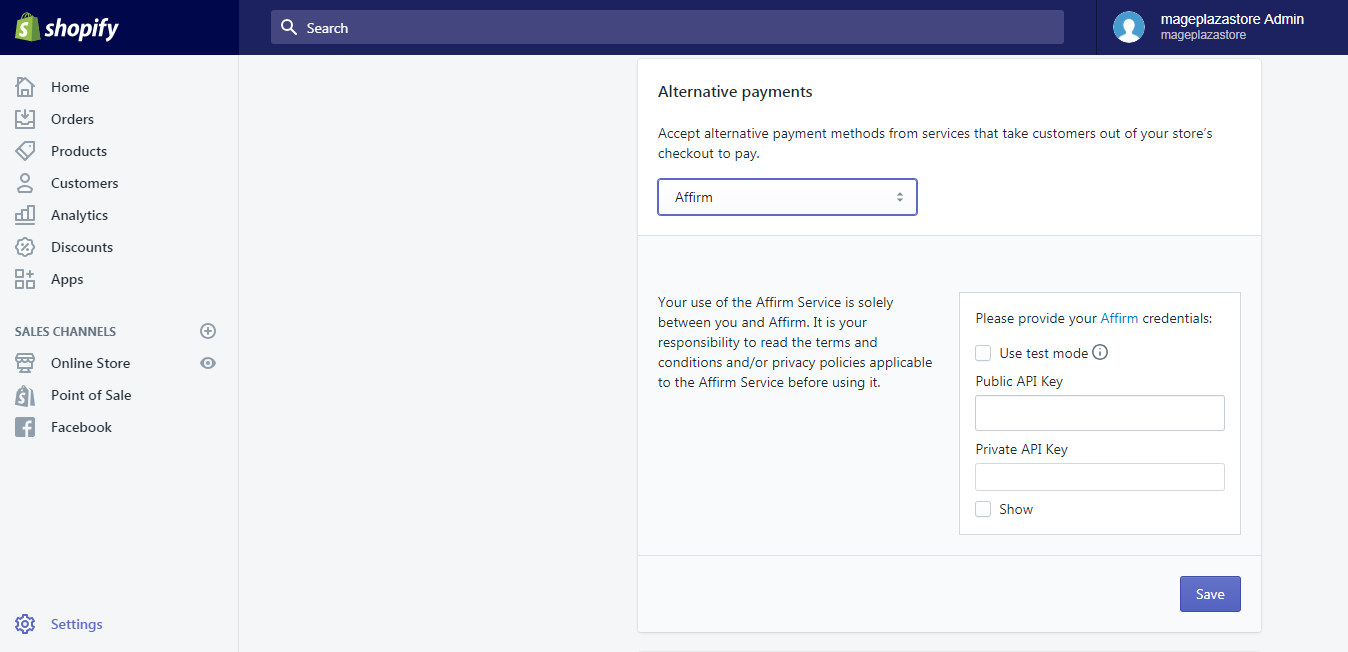 shopify
Search
mageplazastore Admin
mageplazastore
Home
Orders
Products
Customers
Analytics
Discounts
Apps
SALES CHANNELS
Online Store
Point of Sale
Facebook
Settings
Alternative payments
Accept alternative payment methods from services that take customers out of your store's
checkout to pay.
Affirm
Your use of the Affirm Service is solely
between you and Affirm. It is your
responsibility to read the terms and
conditions and/or privacy policies applicable
to the Affirm Service before using it.
Please provide your Affirm credentials:
Use test mode
Public API Key
Private API Key
Show
Save